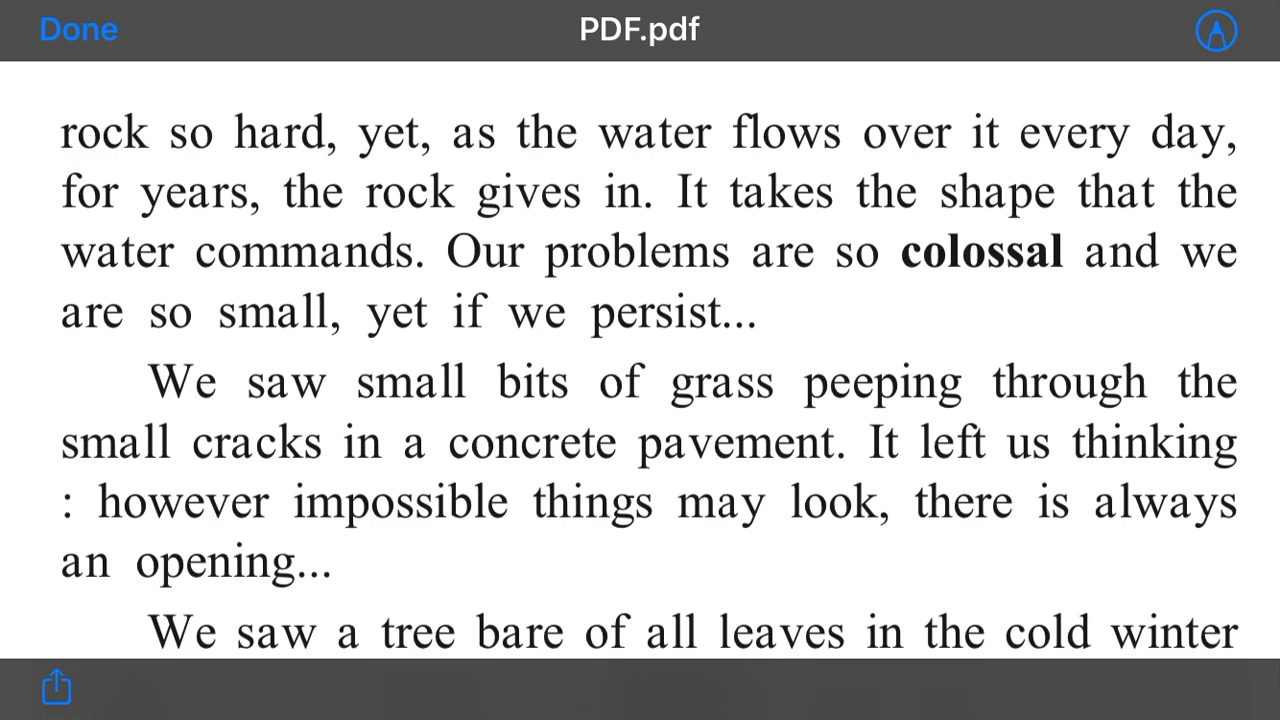 Done
PDF.pdf
rock so hard, yet, as the water flows over it every day,
for years, the rock gives in. It takes the shape that the
water commands. Our problems are so colossal and we
are so small, yet if we persist...
We saw small bits of grass peeping through the
small cracks in a concrete pavement. It left us thinking
: however impossible things may look, there is always
an opening...
We saw a tree bare of all leaves in the cold winter